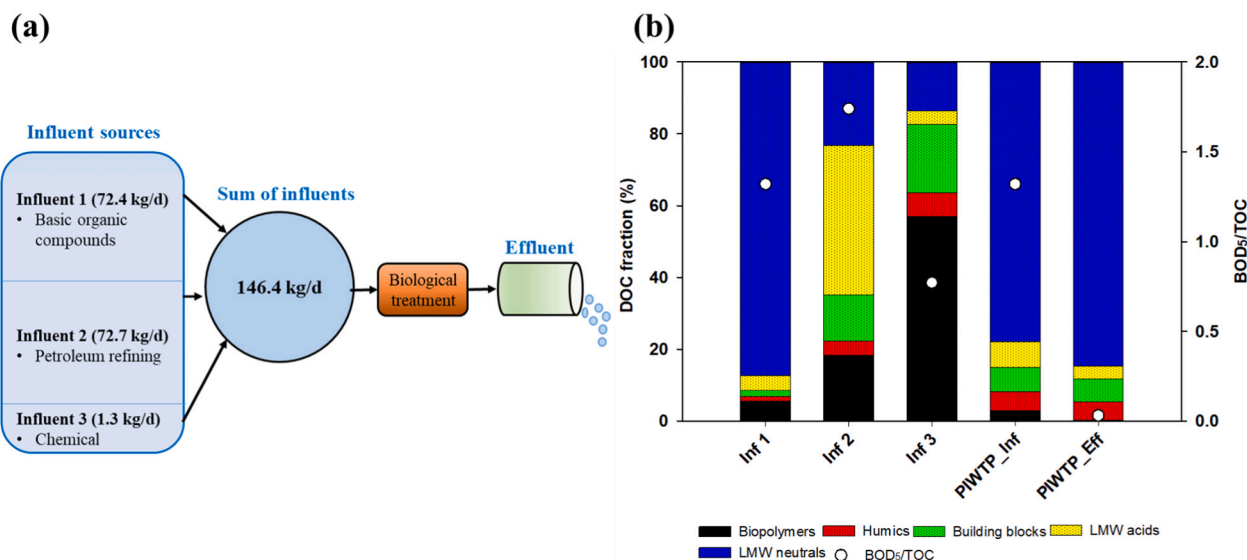 (a)
Influent sources
Influent 1 (72.4 kg/d)
• Basic organic
compounds
Influent 2 (72.7 kg/d)
• Petroleum refining
Influent 3 (1.3 kg/d)
• Chemical
Sum of influents
146.4 kg/d
Biological
treatment
Effluent
(b)
DOC fraction (%)
100
80
60
40
20
0
2.0
1.5
1.0
0.5
0.0
BOD₅/TOC
Inf 1
Inf 2
Inf 3
PIWTP_Inf
PIWTP_Eff
Biopolymers Humics Building blocks LMW acids
LMW neutrals BOD₅/TOC